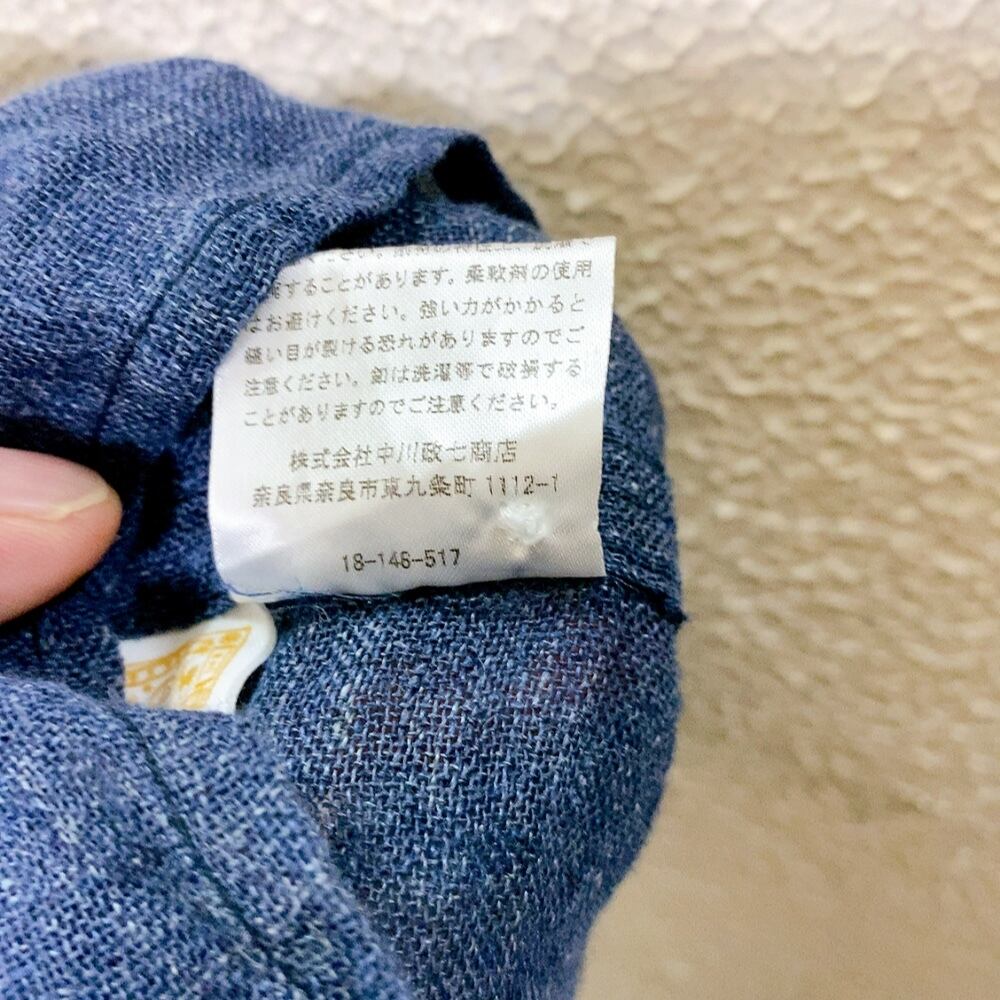 することがあります。柔軟剤の使用
はお避けください。強い力がかかると
縫い目が裂ける恐れがありますのでご
注意ください。釦は洗濯等で破損する
ことがありますのでご注意ください。
株式会社中川政七商店
奈良県奈良市東九条町 1112-1
18-146-517